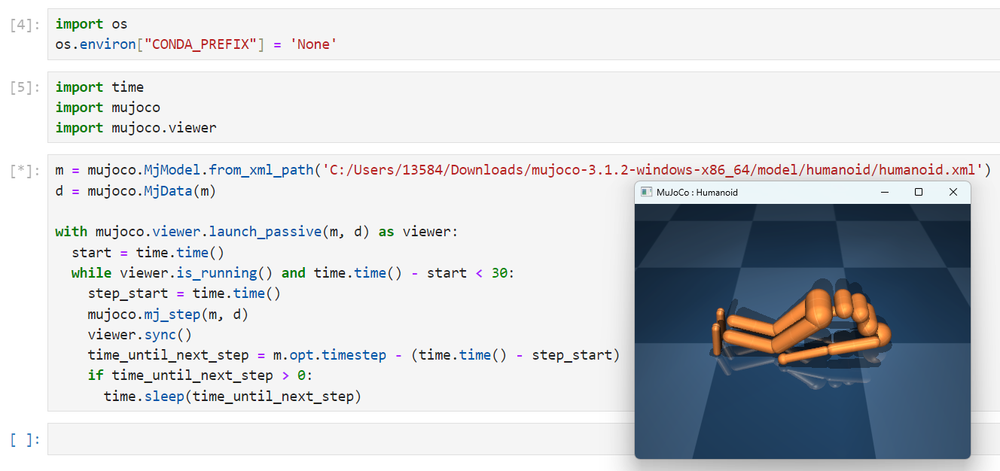 [4]: import os
os.environ["CONDA_PREFIX"] = 'None'
[5]: import time
import mujoco
import mujoco.viewer
[*]: m = mujoco.MjModel.from_xml_path('C:/Users/13584/Downloads/mujoco-3.1.2-windows-x86_64/model/humanoid/humanoid.xml')
d = mujoco.MjData(m)
with mujoco.viewer.launch_passive(m, d) as viewer:
  start = time.time()
  while viewer.is_running() and time.time() - start < 30:
    step_start = time.time()
    mujoco.mj_step(m, d)
    viewer.sync()
    time_until_next_step = m.opt.timestep - (time.time() - step_start)
    if time_until_next_step > 0:
      time.sleep(time_until_next_step)
MuJoCo : Humanoid
[ ]: